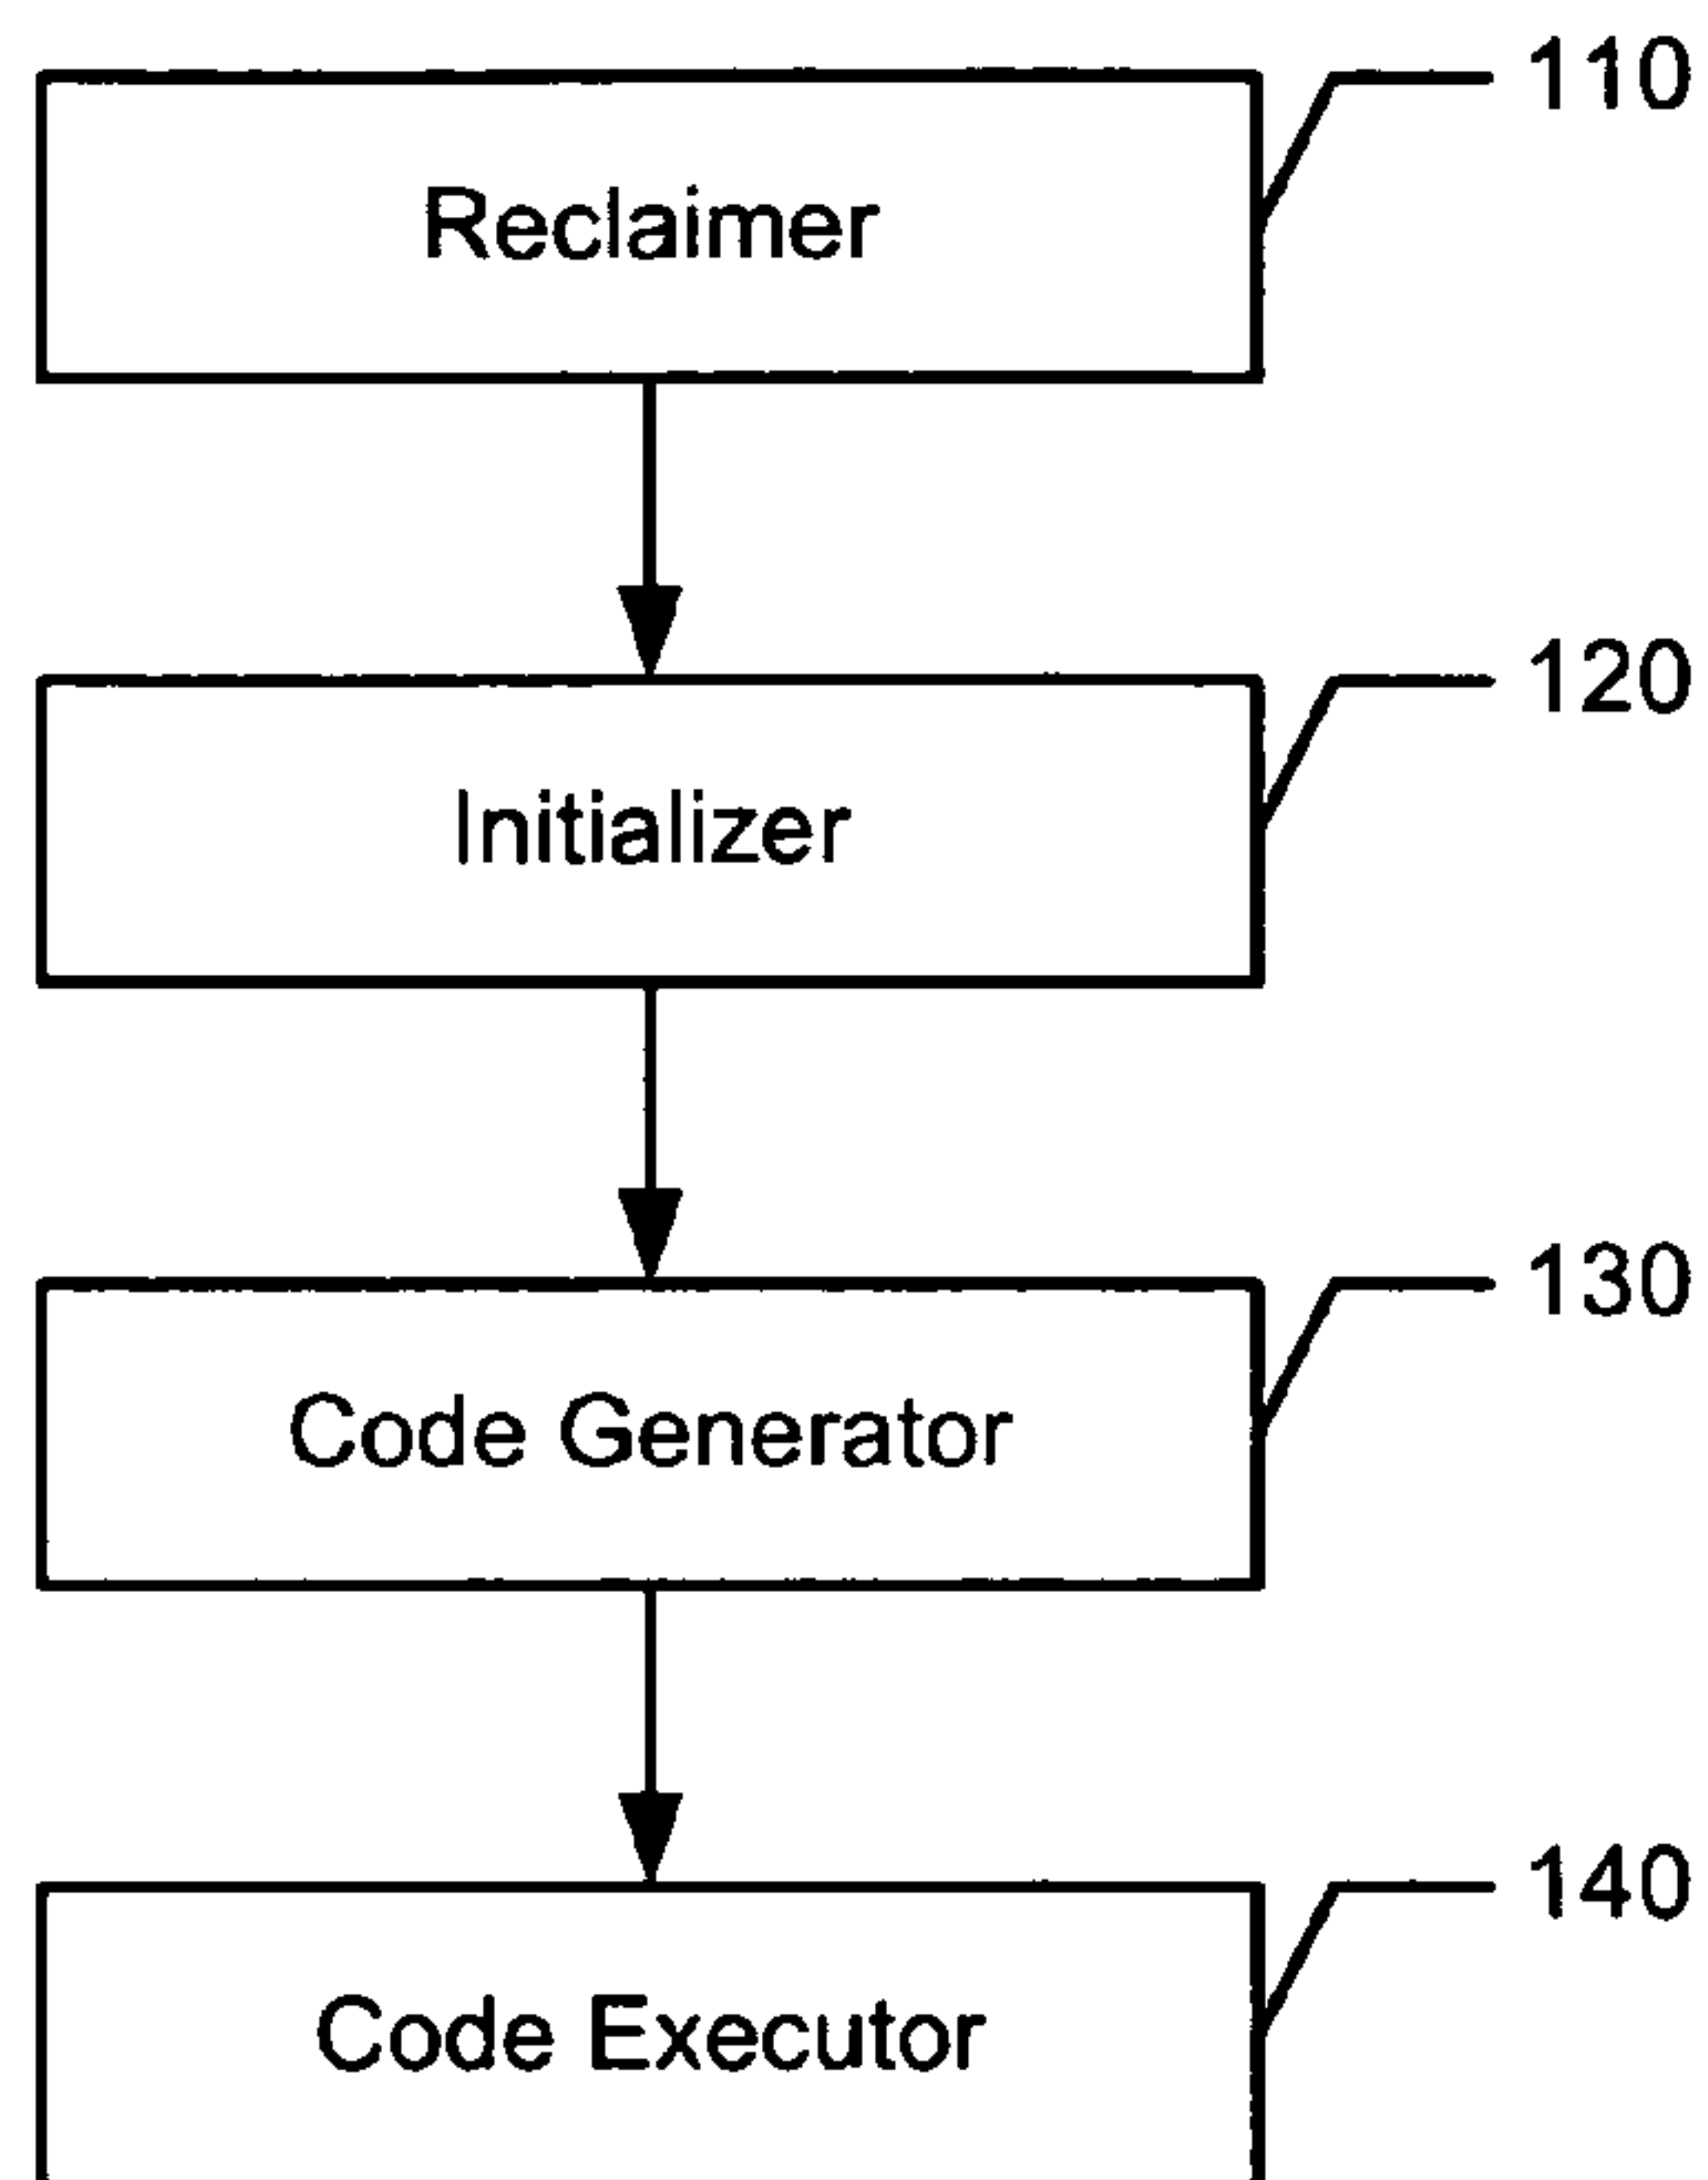 110
Reclaimer
120
Initializer
130
Code Generator
140
Code Executor